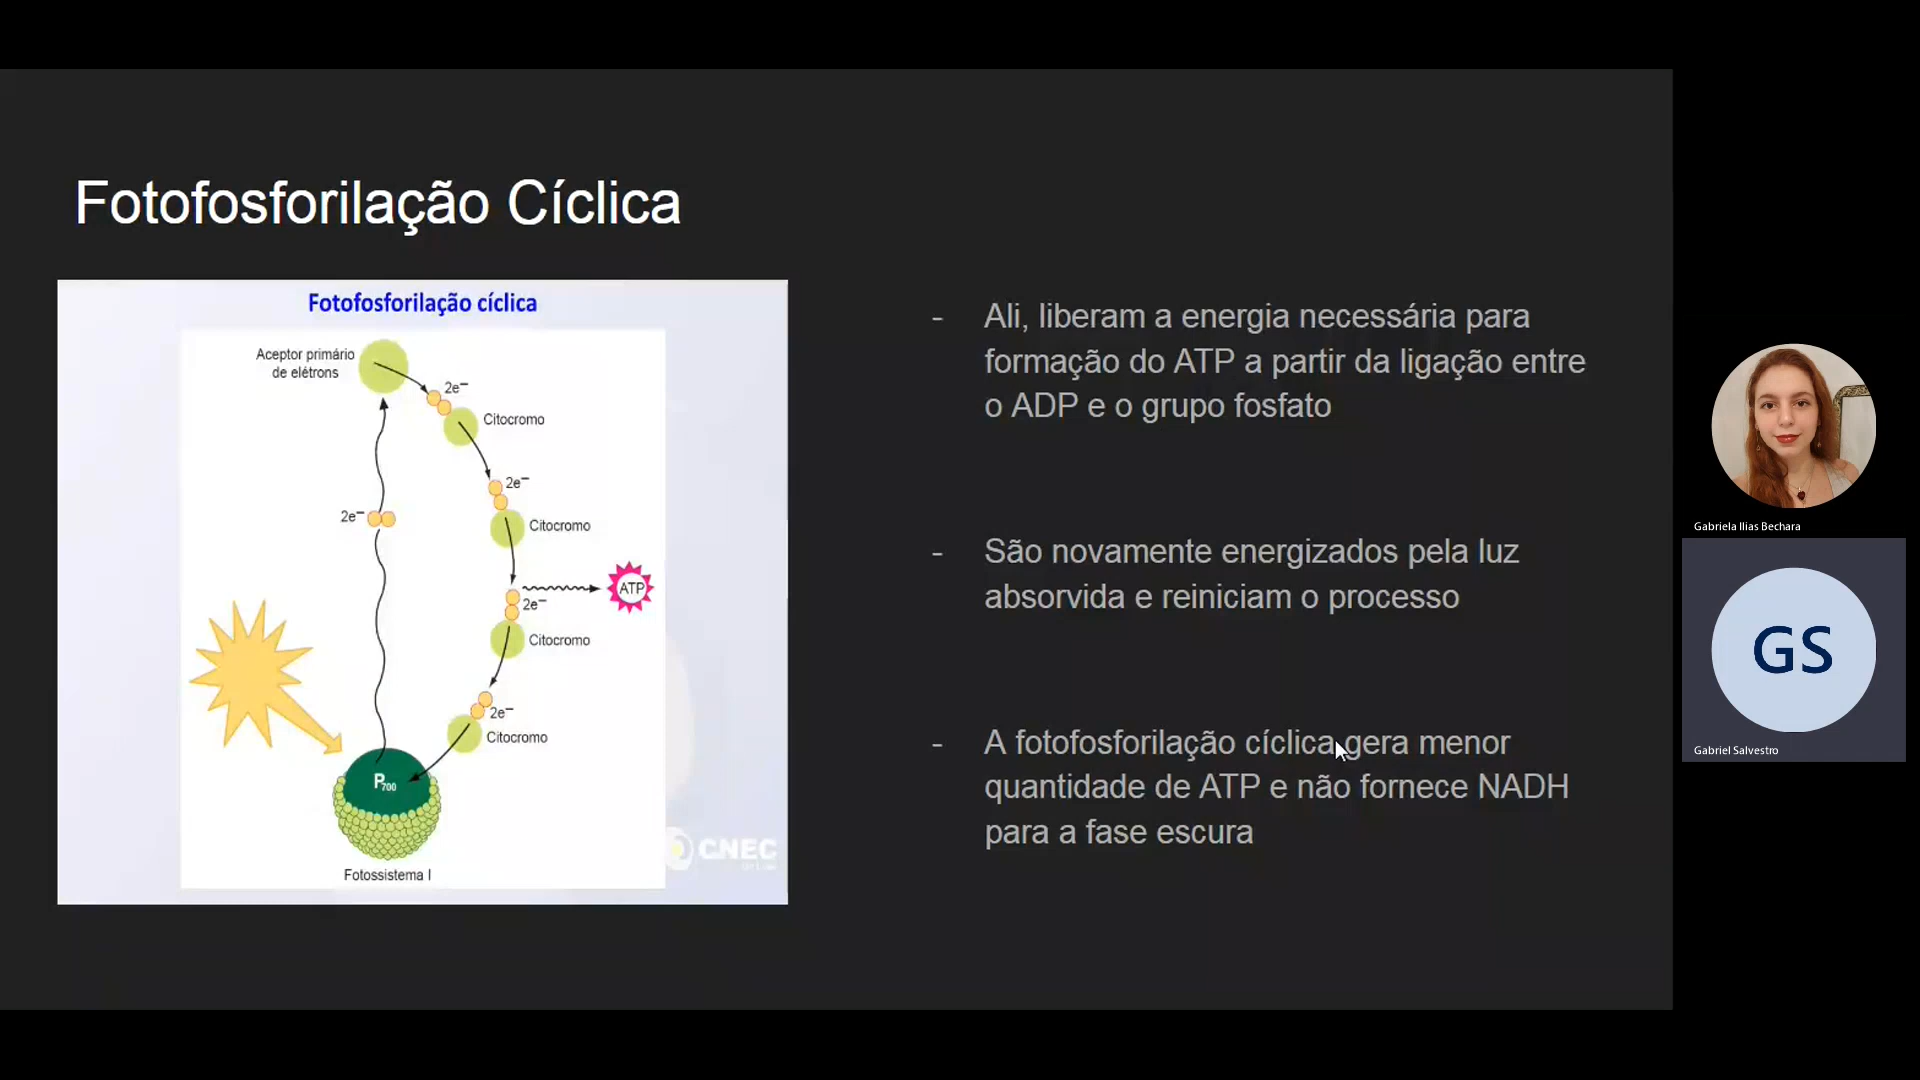 Fotofosforilação Cíclica
Fotofosforilação cíclica
Aceptor primário
de elétrons
2e−
Citocromo
2e−
Citocromo
2e−
ATP
2e−
Citocromo
2e−
Citocromo
P700
Fotossistema I
CNEC
- Ali, liberam a energia necessária para
formação do ATP a partir da ligação entre
o ADP e o grupo fosfato
- São novamente energizados pela luz
absorvida e reiniciam o processo
- A fotofosforilação cíclica gera menor
quantidade de ATP e não fornece NADH
para a fase escura
Gabriela Ilias Bechara
GS
Gabriel Salvestro